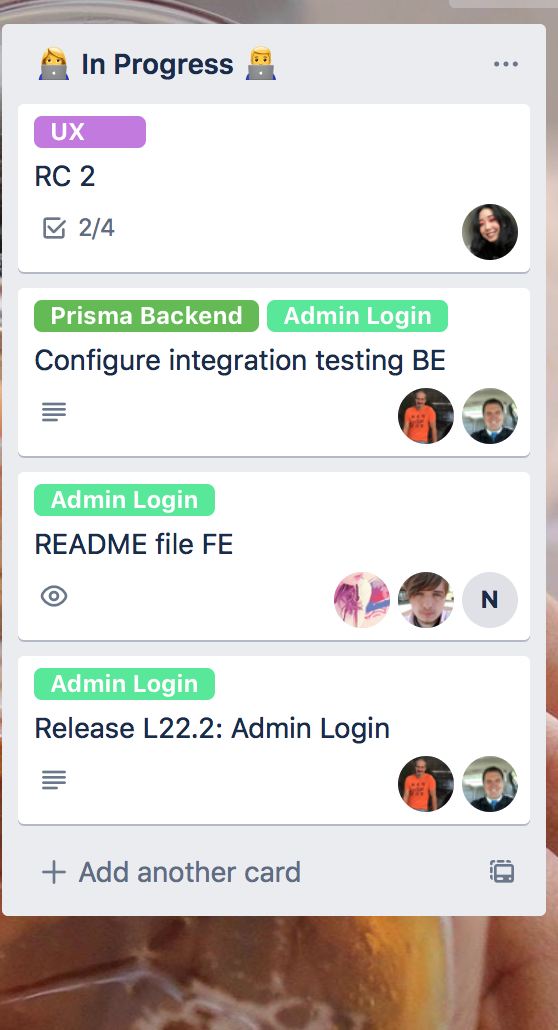 In Progress
UX
RC 2
2/4
Prisma Backend Admin Login
Configure integration testing BE
Admin Login
README file FE
N
Admin Login
Release L22.2: Admin Login
Add another card